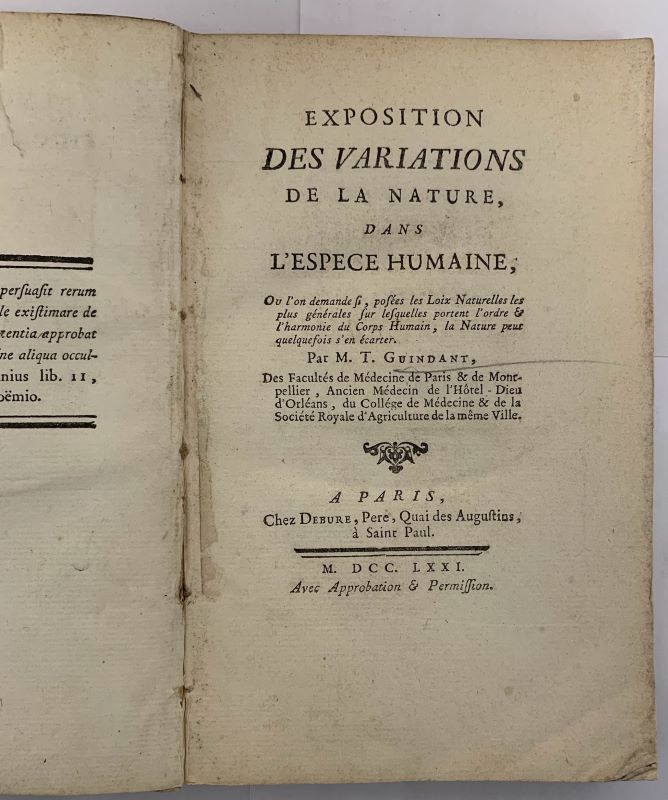 persuasit rerum
le existimare de
rentia approbat
ine aliqua occul-
nius lib. 11,
oëmio.
EXPOSITION
DES VARIATIONS
DE LA NATURE,
DANS
L'ESPECE HUMAINE,
Ou l'on demande si, posées les Loix Naturelles les
plus générales sur lesquelles portent l'ordre &
l'harmonie du Corps Humain, la Nature peut
quelquefois s'en écarter.
Par M. T. GUINDANT,
Des Facultés de Médecine de Paris & de Mont-
pellier, Ancien Médecin de l'Hôtel-Dieu
d'Orléans, du Collége de Médecine & de la
Société Royale d'Agriculture de la même Ville.
A PARIS,
Chez DEBURE, Pere, Quai des Augustins,
à Saint Paul.
M. DCC. LXXI.
Avec Approbation & Permission.